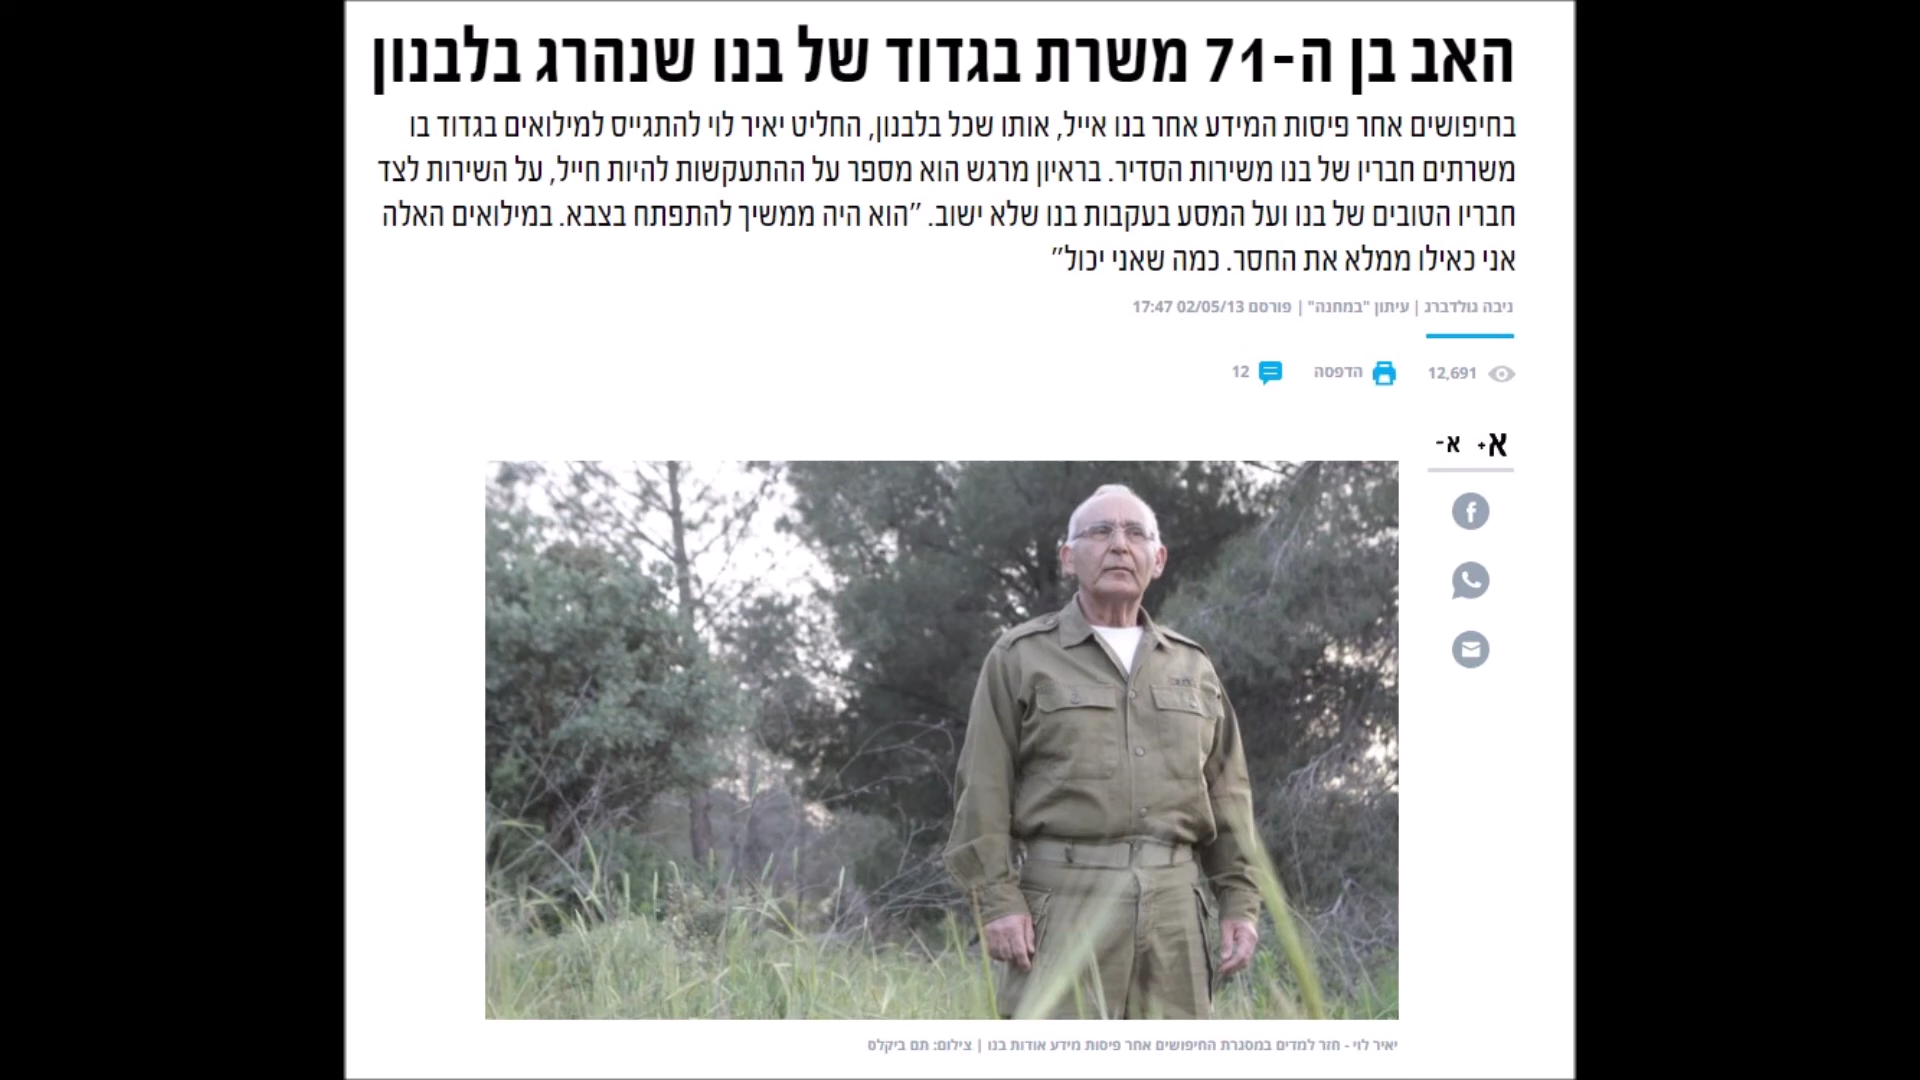 האב בן ה-71 משרת בגדוד של בנו שנהרג בלבנון
בחיפושים אחר פיסות המידע אחר בנו אייל, אותו שכל בלבנון, החליט יאיר לוי להתגייס למילואים בגדוד בו
משרתים חבריו של בנו משירות הסדיר. בראיון מרגש הוא מספר על ההתעקשות להיות חייל, על השירות לצד
חבריו הטובים של בנו ועל המסע בעקבות בנו שלא ישוב. "הוא היה ממשיך להתפתח בצבא. במילואים האלה
אני כאילו ממלא את החסר. כמה שאני יכול"
ניבה גולדברג | עיתון "במחנה" | פורסם 02/05/13 17:47
12,691 הדפסה 12
א+ א-
יאיר לוי - חזר למדים במסגרת החיפושים אחר פיסות מידע אודות בנו | צילום: תם ביקלס